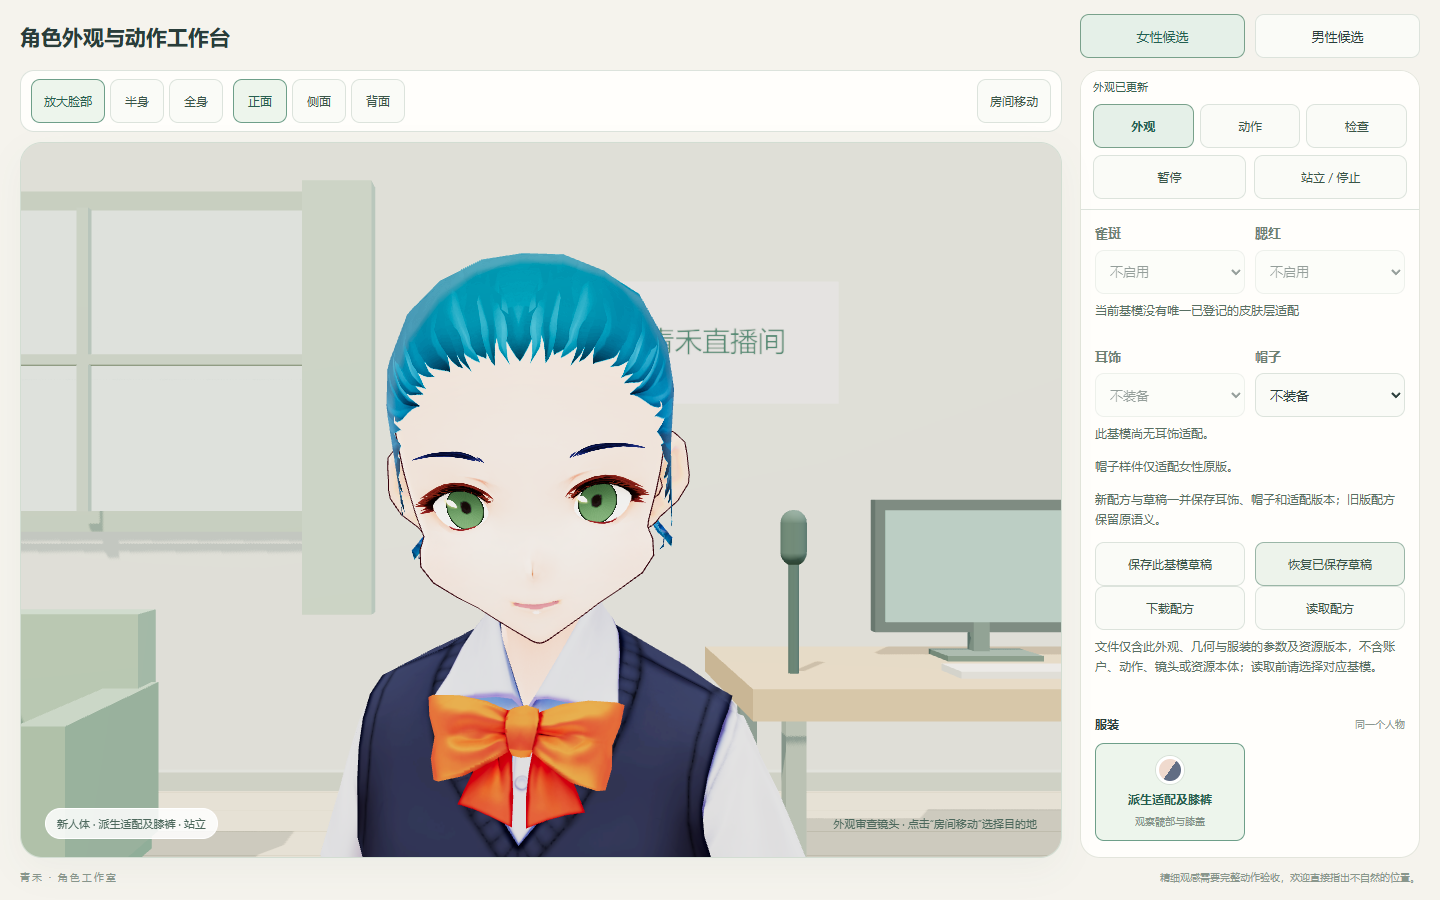 角色外观与动作工作台
女性候选
男性候选
放大脸部
半身
全身
正面
侧面
背面
房间移动
外观已更新
外观
动作
检查
暂停
站立 / 停止
雀斑
腮红
不启用
不启用
当前基模没有唯一已登记的皮肤层适配
耳饰
帽子
不装备
不装备
此基模尚无耳饰适配。
帽子样件仅适配女性原版。
新配方与草稿一并保存耳饰、帽子和适配版本；旧版配方
保留原语义。
保存此基模草稿
恢复已保存草稿
下载配方
读取配方
文件仅含此外观、几何与服装的参数及资源版本，不含账
户、动作、镜头或资源本体；读取前请选择对应基模。
服装
同一个人物
派生适配及膝裤
观察髋部与膝盖
青禾直播间
新人体 · 派生适配及膝裤 · 站立
外观审查镜头 · 点击“房间移动”选择目的地
青禾 · 角色工作室
精细观感需要完整动作验收，欢迎直接指出不自然的位置。